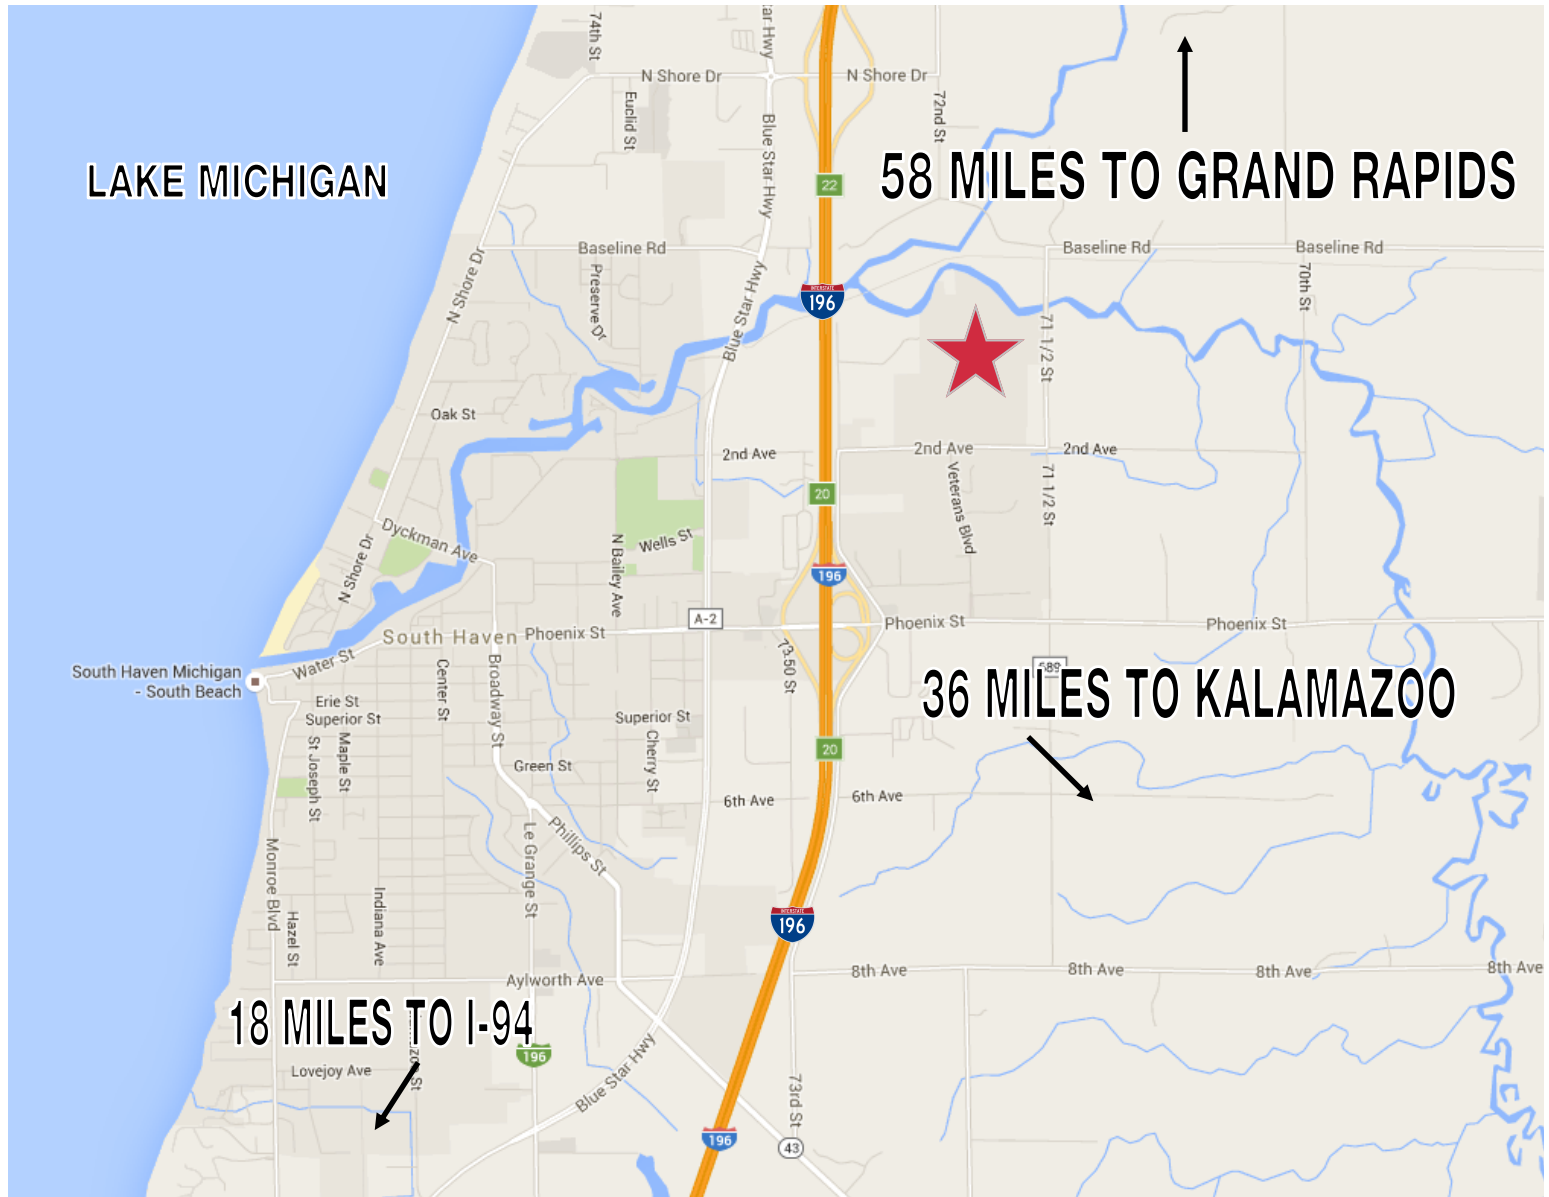 74th St
Star Hwy
N Shore Dr
N Shore Dr
Euclid St
72nd St
Blue Star Hwy
LAKE MICHIGAN
22
58 MILES TO GRAND RAPIDS
Baseline Rd
Baseline Rd
Baseline Rd
N Shore Dr
Preserve Dr
Blue Star Hwy
INTERSTATE
196
70th St
71 1/2 St
Oak St
2nd Ave
2nd Ave
2nd Ave
20
71 1/2 St
Veterans Blvd
Dyckman Ave
Wells St
N Shore Dr
N Bailey Ave
196
A-2
South Haven
Phoenix St
Phoenix St
Phoenix St
Water St
South Haven Michigan
- South Beach
Center St
Broadway St
73.50 St
689
36 MILES TO KALAMAZOO
Erie St
Superior St
Superior St
St Joseph St
Maple St
Cherry St
Green St
20
6th Ave
6th Ave
Le Grange St
Phillips St
Monroe Blvd
Hazel St
Indiana Ave
INTERSTATE
196
Aylworth Ave
8th Ave
8th Ave
8th Ave
8th Ave
18 MILES TO I-94
196
Lovejoy Ave
Blue Star Hwy
73rd St
196
43